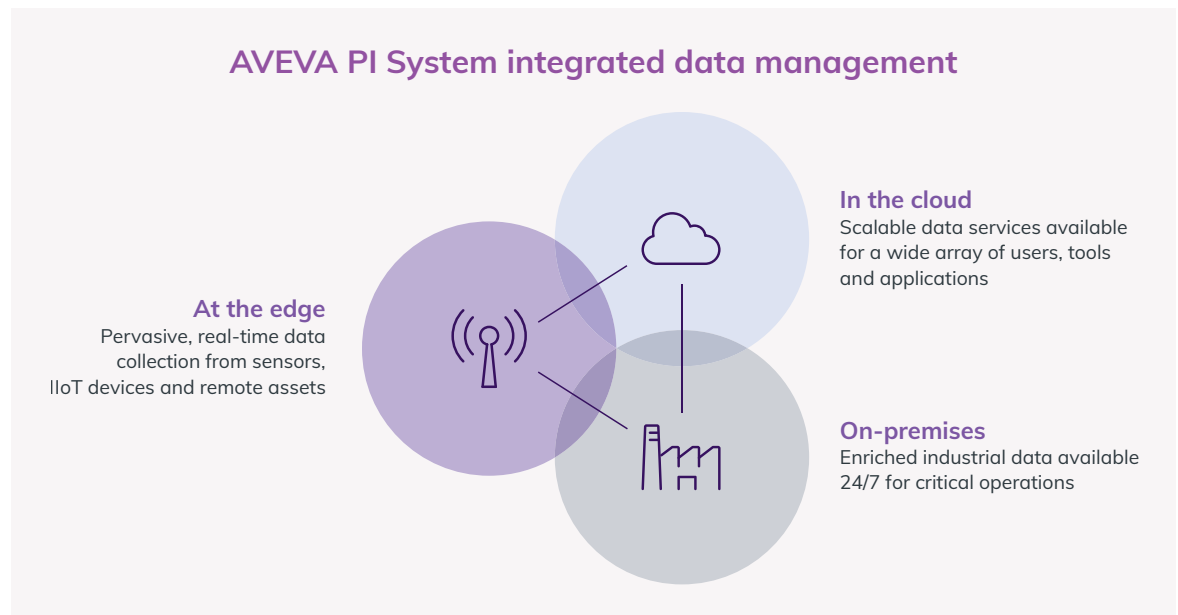 AVEVA PI System integrated data management
In the cloud
Scalable data services available
for a wide array of users, tools
and applications
At the edge
Pervasive, real-time data
collection from sensors,
IIoT devices and remote assets
On-premises
Enriched industrial data available
24/7 for critical operations